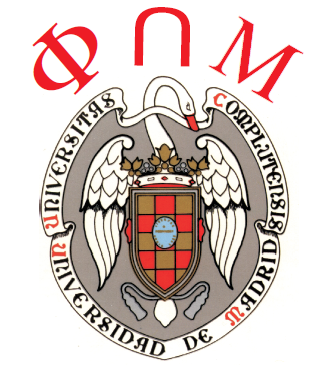 Φ∩M
UNIVERSITAS COMPLUTENSIS
UNIVERSIDAD DE MADRID